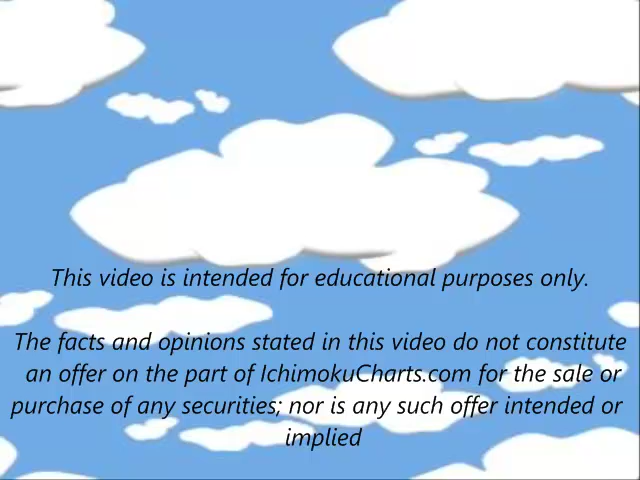 This video is intended for educational purposes only.
The facts and opinions stated in this video do not constitute
an offer on the part of IchimokuCharts.com for the sale or
purchase of any securities; nor is any such offer intended or
implied